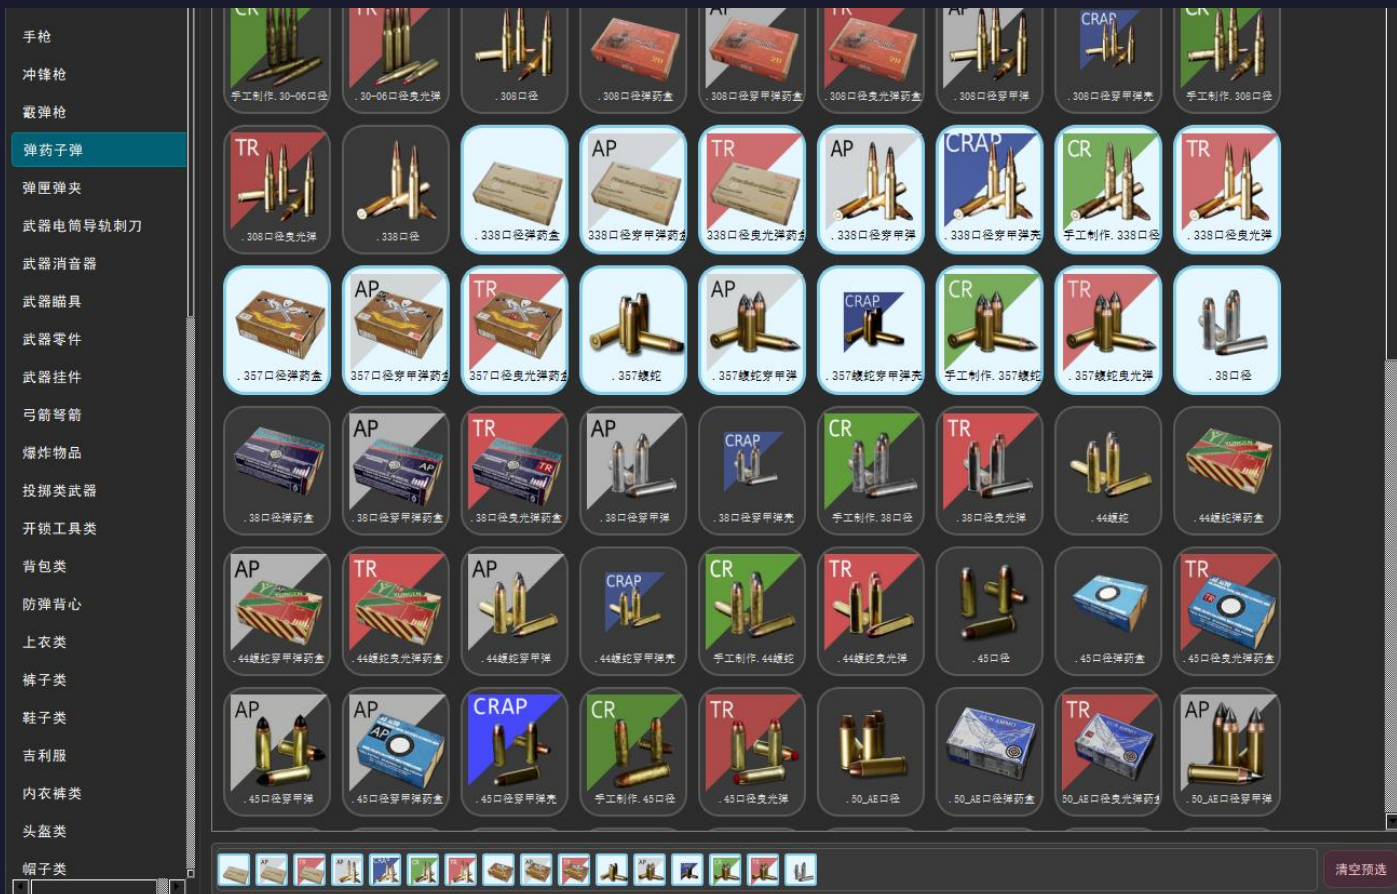 手枪
冲锋枪
霰弹枪
弹药子弹
弹匣弹夹
武器电筒导轨刺刀
武器消音器
武器瞄具
武器零件
武器挂件
弓箭弩箭
爆炸物品
投掷类武器
开锁工具类
背包类
防弹背心
上衣类
裤子类
鞋子类
吉利服
内衣裤类
头盔类
帽子类
CR TR AP TR AP CRAP CR
手工制作.30-06口径 .30-06口径曳光弹 .308口径 .308口径弹药盒 .308口径穿甲弹药盒 .308口径曳光弹药盒 .308口径穿甲弹 .308口径穿甲弹壳 手工制作.308口径
TR AP TR AP CRAP CR TR
.308口径曳光弹 .338口径 .338口径弹药盒 338口径穿甲弹药盒 338口径曳光弹药盒 .338口径穿甲弹 .338口径穿甲弹壳 手工制作.338口径 .338口径曳光弹
AP TR AP CRAP CR TR
.357口径弹药盒 357口径穿甲弹药盒 357口径曳光弹药盒 .357蝮蛇 .357蝮蛇穿甲弹 .357蝮蛇穿甲弹壳 手工制作.357蝮蛇 .357蝮蛇曳光弹 .38口径
AP TR AP CRAP CR TR
.38口径弹药盒 .38口径穿甲弹药盒 .38口径曳光弹药盒 .38口径穿甲弹 .38口径穿甲弹壳 手工制作.38口径 .38口径曳光弹 .44蝮蛇 .44蝮蛇弹药盒
AP TR AP CRAP CR TR TR
.44蝮蛇穿甲弹药盒 .44蝮蛇曳光弹药盒 .44蝮蛇穿甲弹 .44蝮蛇穿甲弹壳 手工制作.44蝮蛇 .44蝮蛇曳光弹 .45口径 .45口径弹药盒 .45口径曳光弹药盒
AP AP CRAP CR TR TR AP
.45口径穿甲弹 .45口径穿甲弹药盒 .45口径穿甲弹壳 手工制作.45口径 .45口径曳光弹 .50_AE口径 .50_AE口径弹药盒 50_AE口径曳光弹药盒 .50_AE口径穿甲弹
清空预选